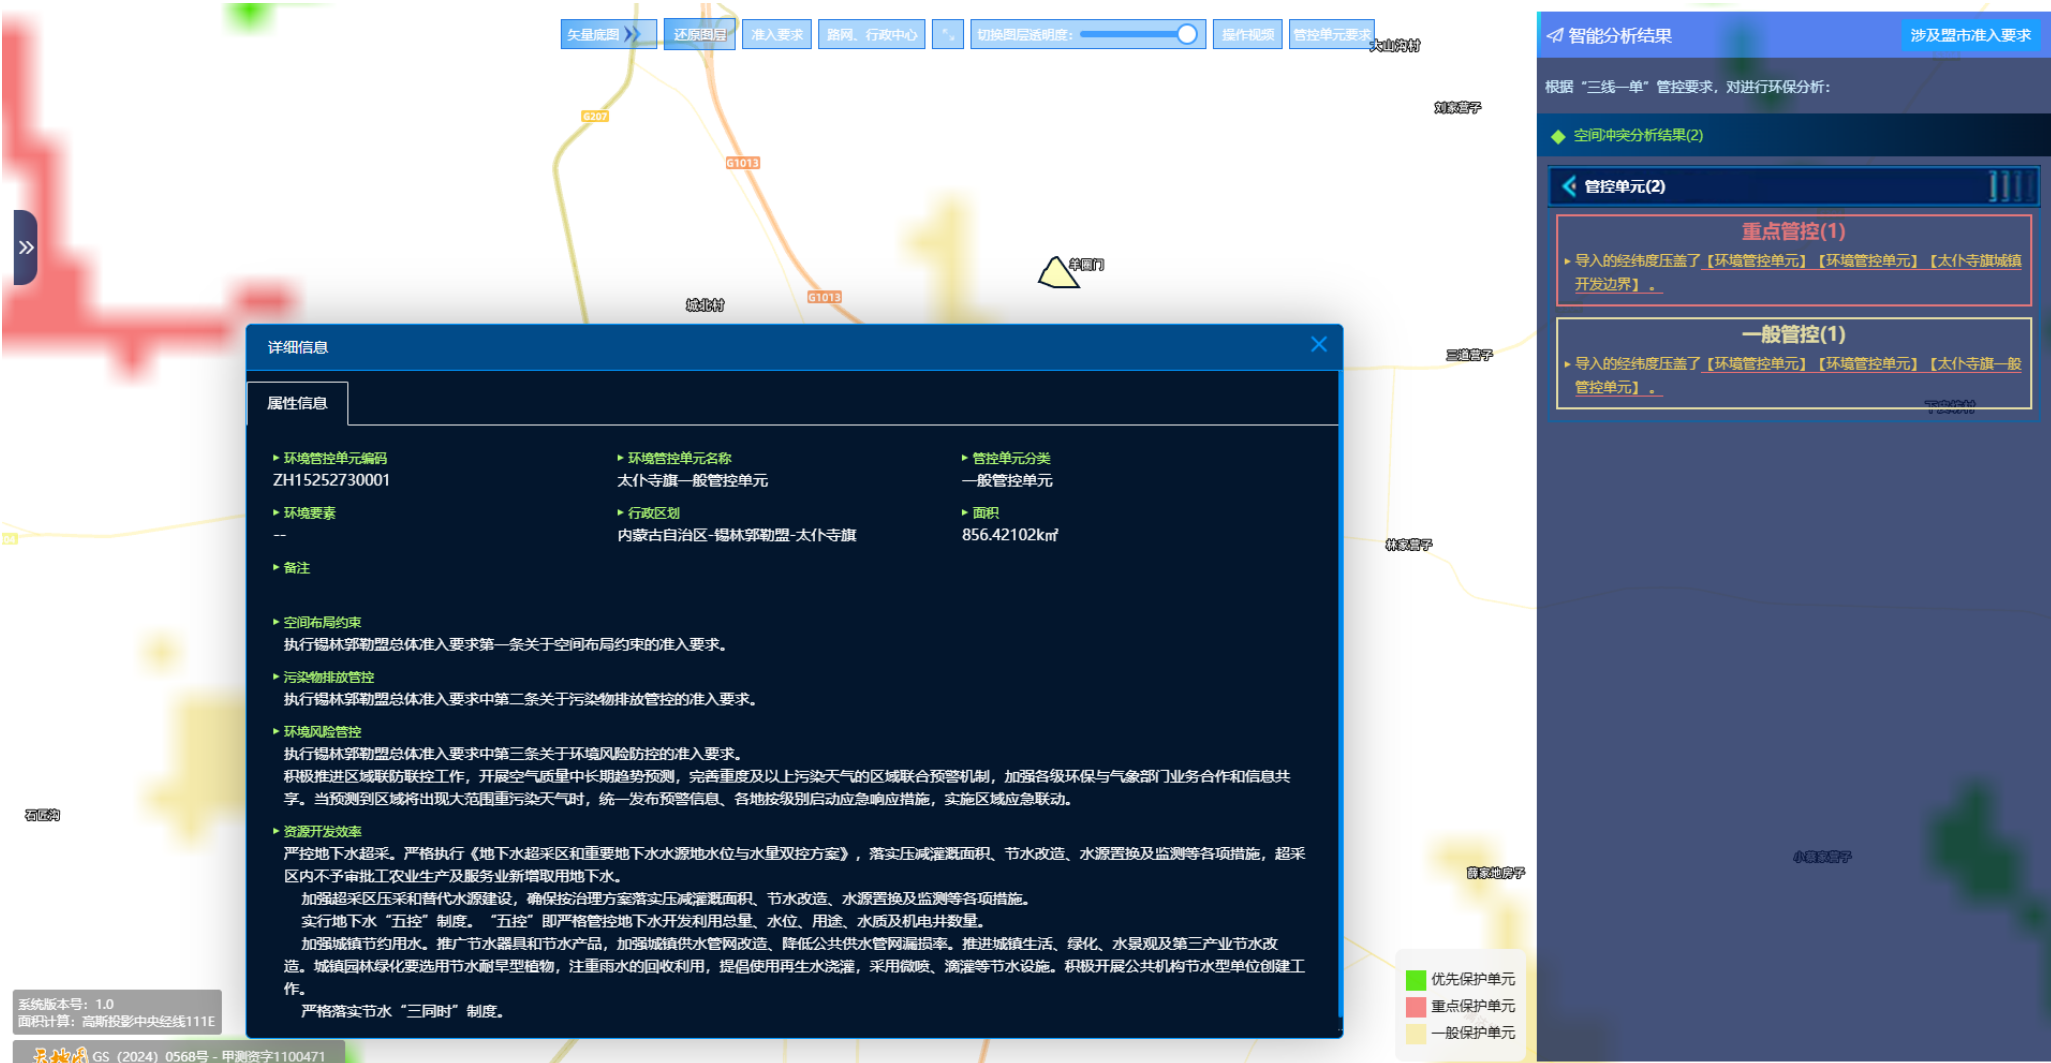 矢量底图
还原图层
准入要求
路网、行政中心
切换图层透明度：
操作视频
管控单元要求
大山沟村
刘家营子
G207
G1013
羊圈门
城北村
G1013
三道营子
林家营子
石匠沟
薛家地房子
智能分析结果
涉及盟市准入要求
根据“三线一单”管控要求，对进行环保分析：
空间冲突分析结果(2)
管控单元(2)
重点管控(1)
导入的经纬度压盖了【环境管控单元】【环境管控单元】【太仆寺旗城镇
开发边界】。
一般管控(1)
导入的经纬度压盖了【环境管控单元】【环境管控单元】【太仆寺旗一般
管控单元】。
详细信息
属性信息
环境管控单元编码
ZH15252730001
环境管控单元名称
太仆寺旗一般管控单元
管控单元分类
一般管控单元
环境要素
--
行政区划
内蒙古自治区-锡林郭勒盟-太仆寺旗
面积
856.42102k㎡
备注
空间布局约束
执行锡林郭勒盟总体准入要求第一条关于空间布局约束的准入要求。
污染物排放管控
执行锡林郭勒盟总体准入要求中第二条关于污染物排放管控的准入要求。
环境风险管控
执行锡林郭勒盟总体准入要求中第三条关于环境风险防控的准入要求。
积极推进区域联防联控工作，开展空气质量中长期趋势预测，完善重度及以上污染天气的区域联合预警机制，加强各级环保与气象部门业务合作和信息共
享。当预测到区域将出现大范围重污染天气时，统一发布预警信息、各地按级别启动应急响应措施，实施区域应急联动。
资源开发效率
严控地下水超采。严格执行《地下水超采区和重要地下水水源地水位与水量双控方案》，落实压减灌溉面积、节水改造、水源置换及监测等各项措施，超采
区内不予审批工农业生产及服务业新增取用地下水。
加强超采区压采和替代水源建设，确保按治理方案落实压减灌溉面积、节水改造、水源置换及监测等各项措施。
实行地下水“五控”制度。“五控”即严格管控地下水开发利用总量、水位、用途、水质及机电井数量。
加强城镇节约用水。推广节水器具和节水产品，加强城镇供水管网改造、降低公共供水管网漏损率。推进城镇生活、绿化、水景观及第三产业节水改
造。城镇园林绿化要选用节水耐旱型植物，注重雨水的回收利用，提倡使用再生水浇灌，采用微喷、滴灌等节水设施。积极开展公共机构节水型单位创建工
作。
严格落实节水“三同时”制度。
优先保护单元
重点保护单元
一般保护单元
系统版本号：1.0
面积计算：高斯投影中央经线111E
天地图 GS（2024）0568号 - 甲测资字1100471